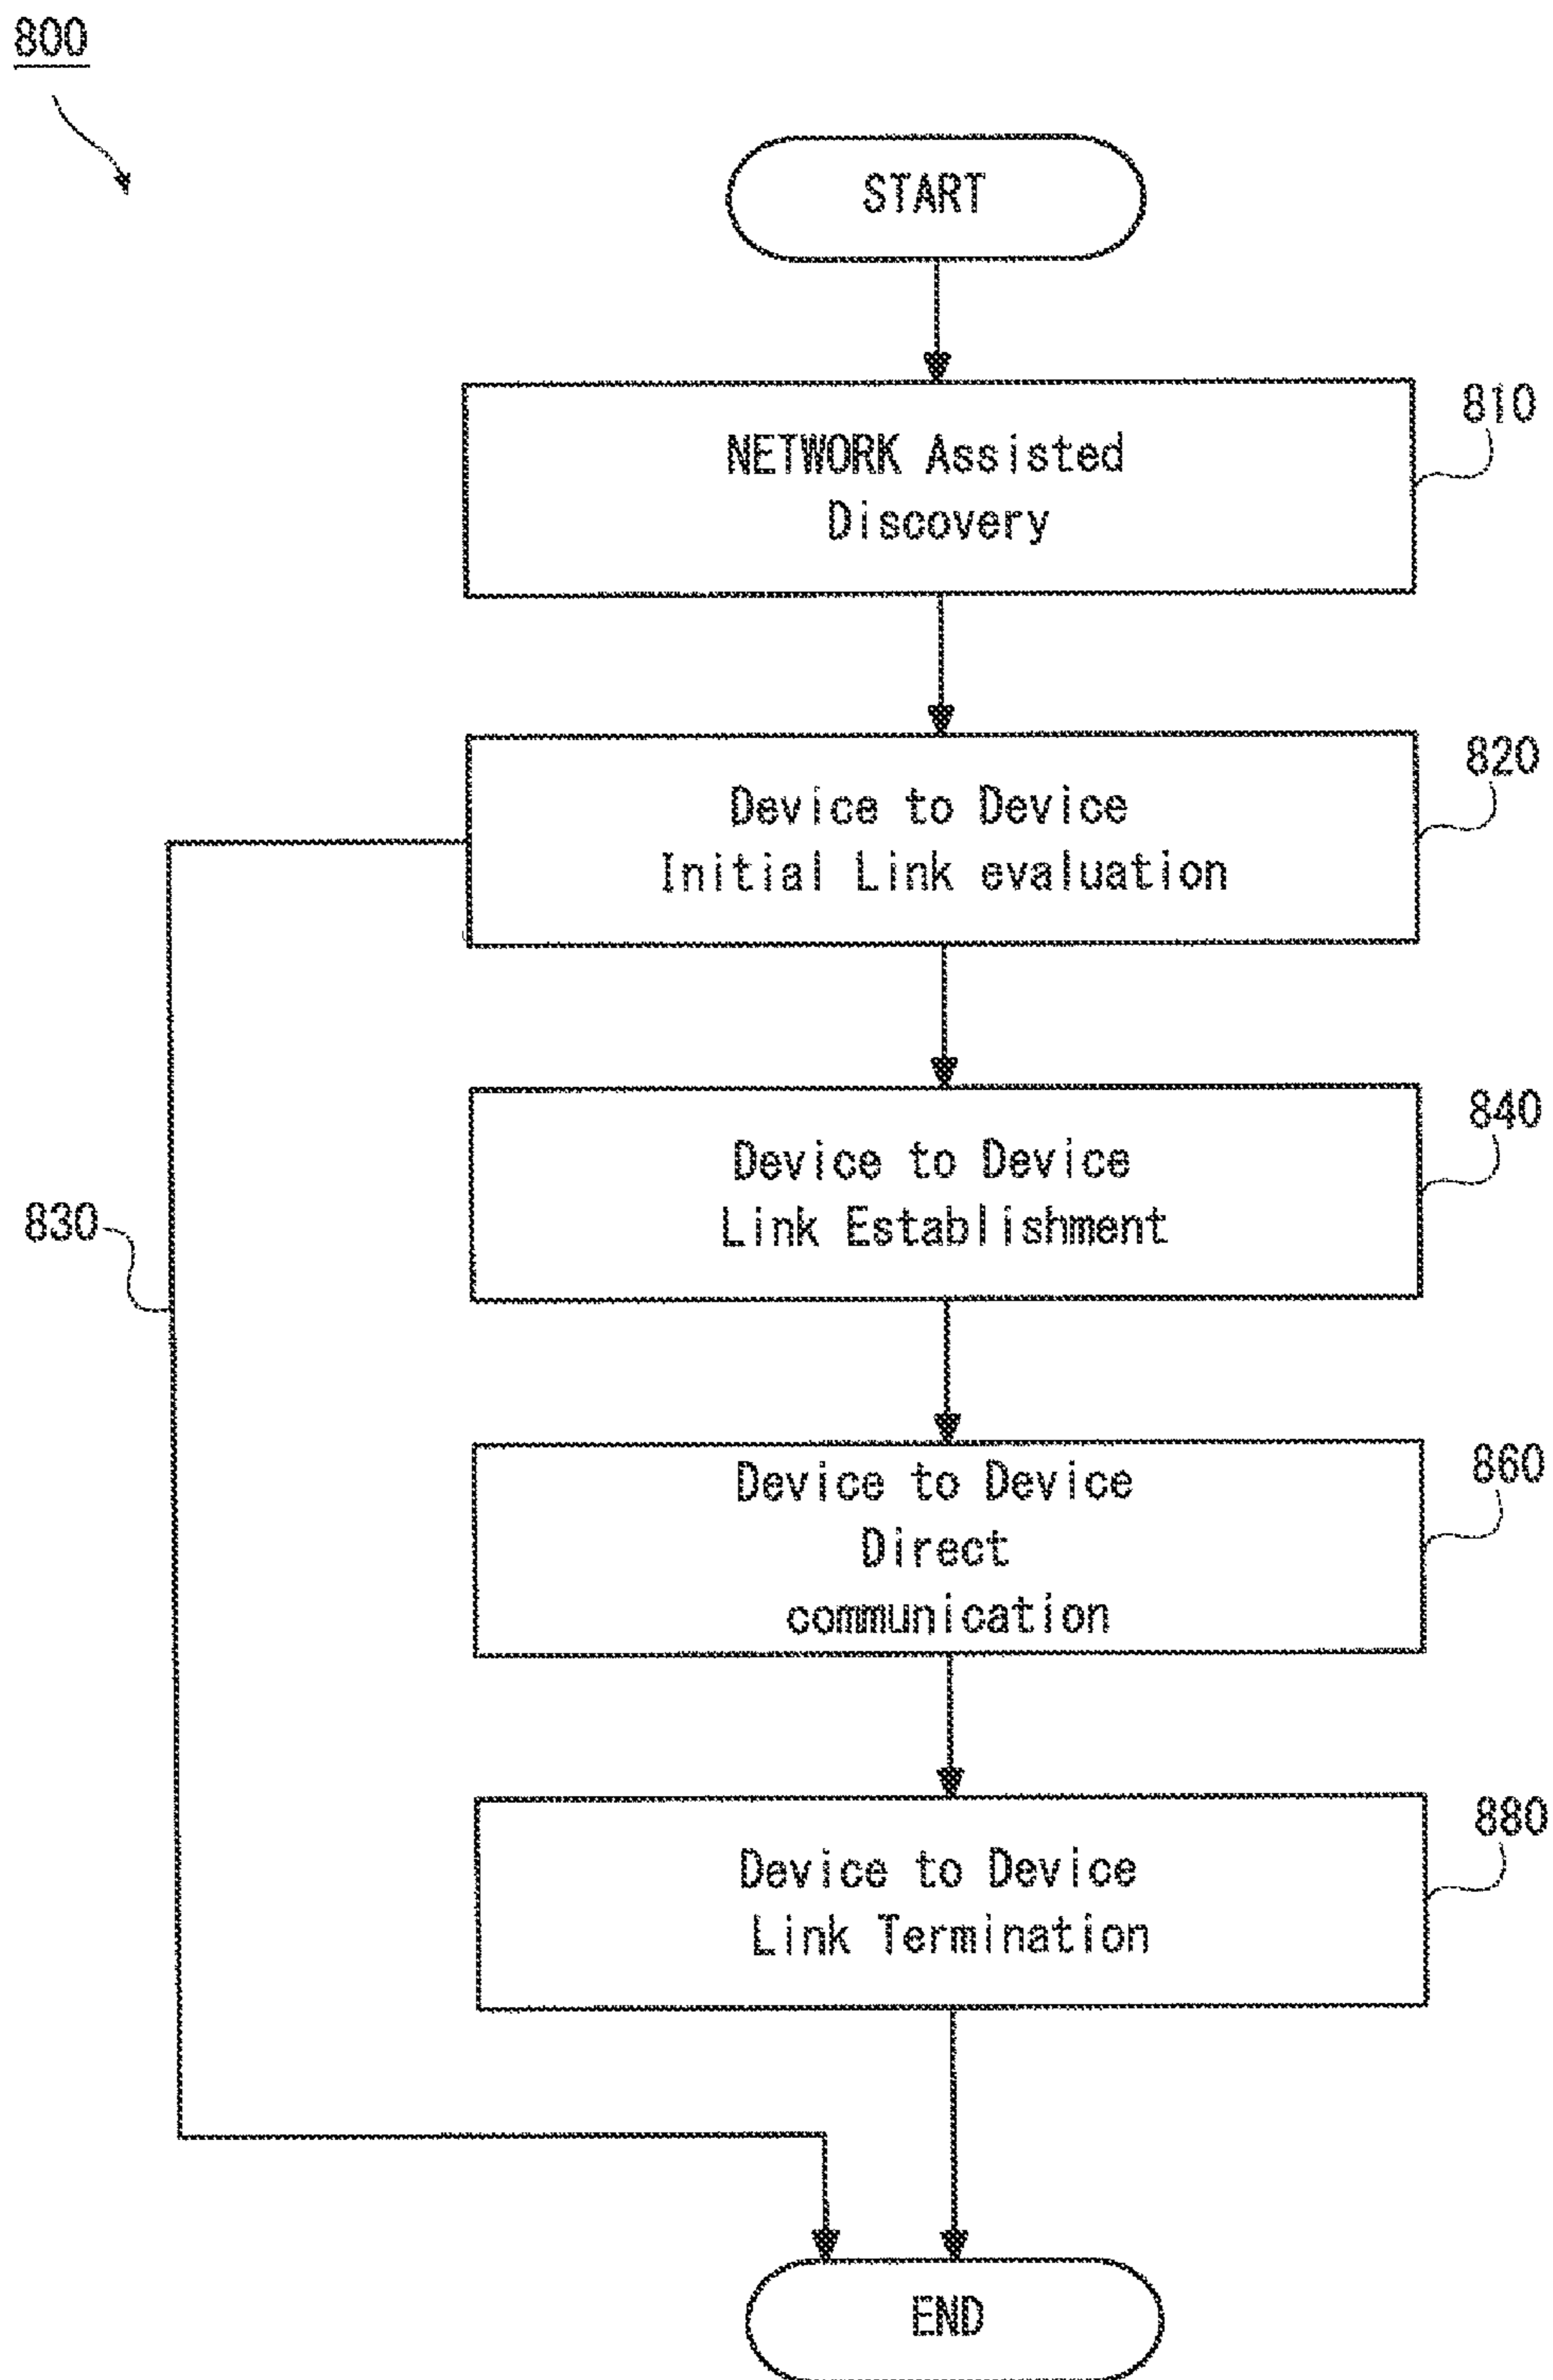 800
START
NETWORK Assisted
Discovery
810
Device to Device
Initial Link evaluation
820
Device to Device
Link Establishment
840
830
Device to Device
Direct
communication
860
Device to Device
Link Termination
880
END